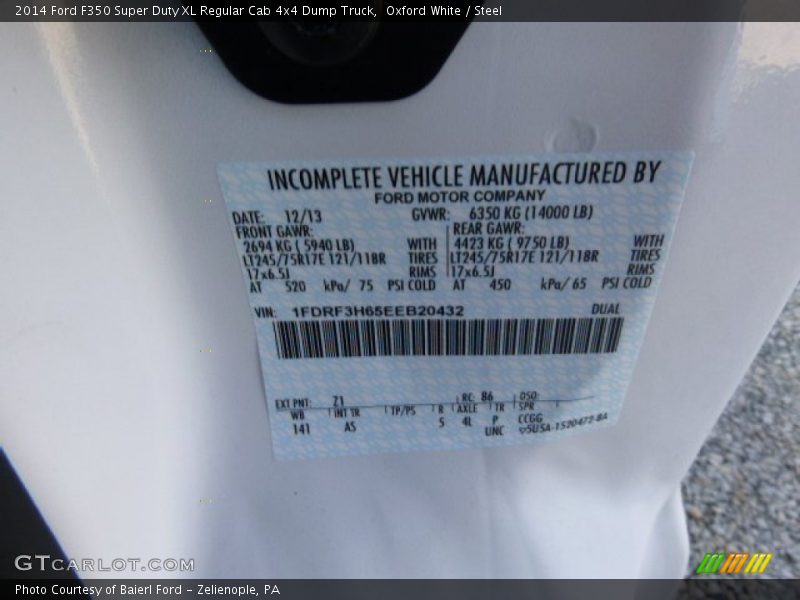 2014 Ford F350 Super Duty XL Regular Cab 4x4 Dump Truck,  Oxford White / Steel
INCOMPLETE VEHICLE MANUFACTURED BY
FORD MOTOR COMPANY
DATE: 12/13 GVWR: 6350 KG (14000 LB)
FRONT GAWR: REAR GAWR:
2694 KG ( 5940 LB) WITH 4423 KG ( 9750 LB) WITH
LT245/75R17E 121/118R TIRES LT245/75R17E 121/118R TIRES
17x6.5J RIMS 17x6.5J RIMS
AT 520 kPa/ 75 PSI COLD AT 450 kPa/ 65 PSI COLD
VIN: 1FDRF3H65EEB20432 DUAL
EXT PNT: Z1 RC: 86 DSO:
WB INT TR TP/PS R AXLE TR SPR
141 AS 5 4L P CCGG
UNC 5U5A-1520472-BA
GTCARLOT.COM
Photo Courtesy of Baierl Ford - Zelienople, PA